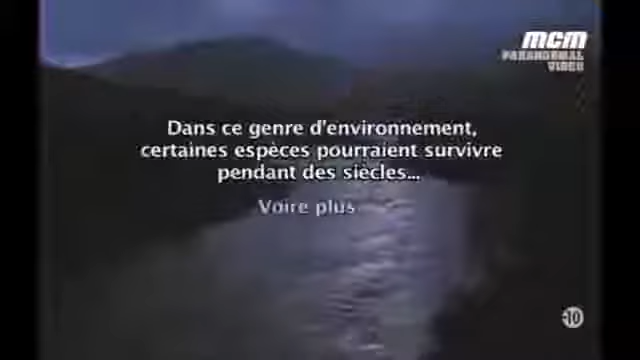 mcm
PARANORMAL
VIDEO
Dans ce genre d'environnement,
certaines espèces pourraient survivre
pendant des siècles...
Voire plus
-10